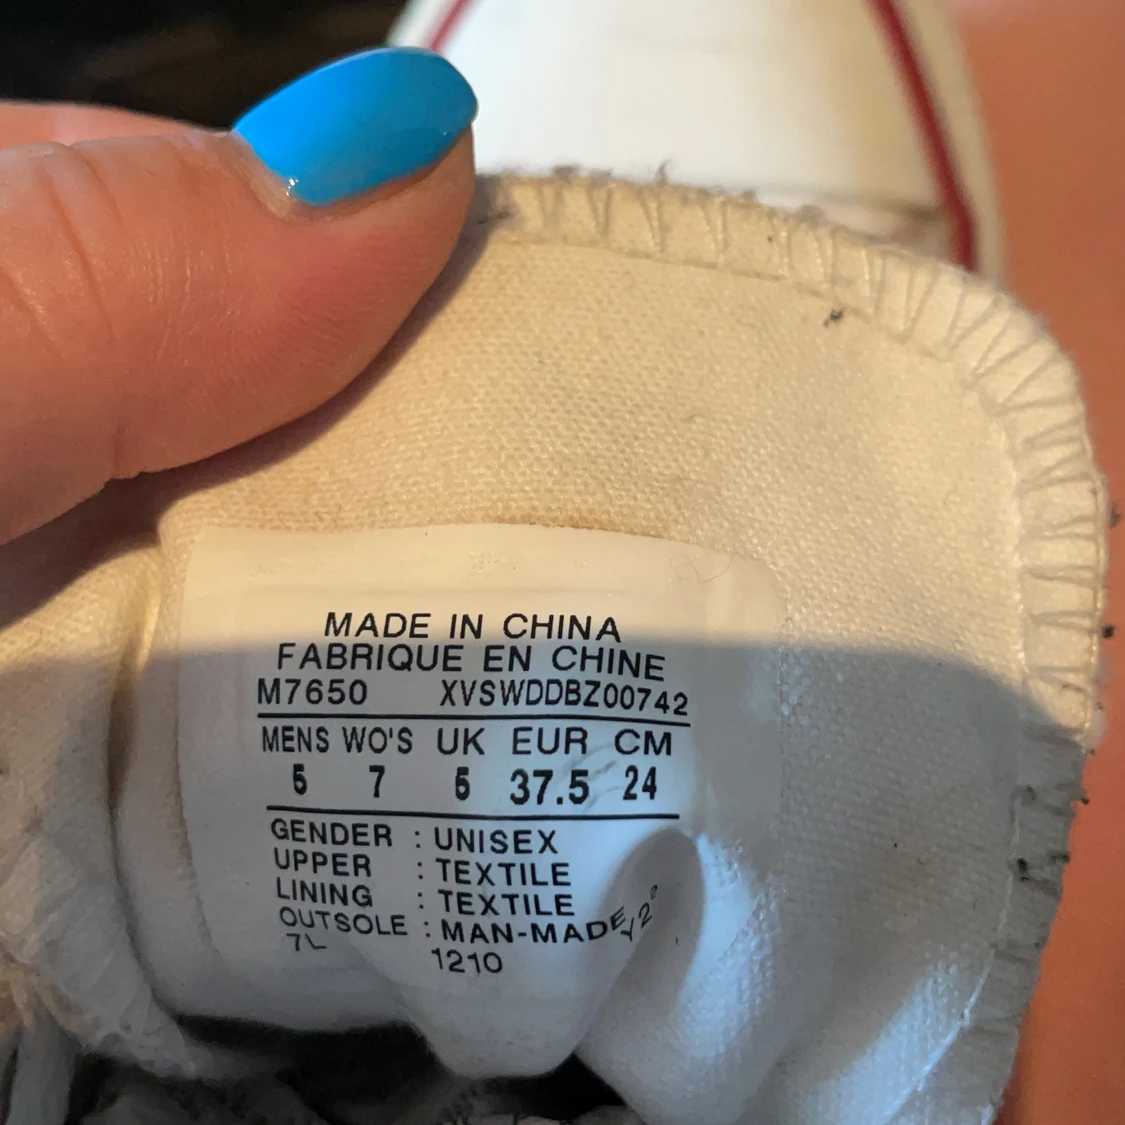 MADE IN CHINA
FABRIQUE EN CHINE
M7650 XVSWDDBZ00742
MENS WO'S UK EUR CM
5 7 5 37.5 24
GENDER : UNISEX
UPPER : TEXTILE
LINING : TEXTILE
OUTSOLE : MAN-MADE
7L 1210